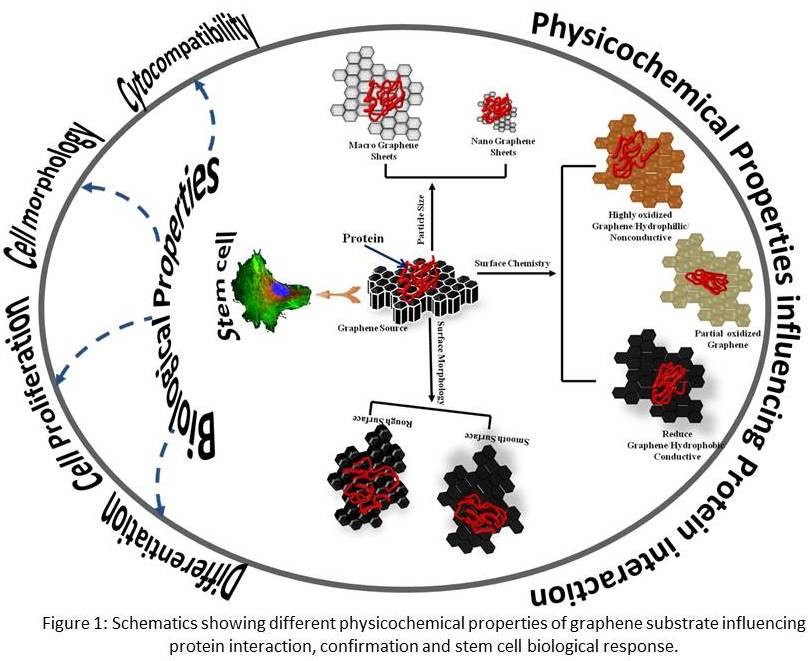 Physicochemical Properties influencing Protein interaction
Cytocompatibility
Cell morphology
Cell Proliferation
Differentiation
Biological Properties
Stem cell
Macro Graphene
Sheets
Nano Graphene
Sheets
Particle Size
Protein
Graphene Source
Surface Chemistry
Highly oxidized
Graphene/Hydrophillic/
Nonconductive
Partial oxidized
Graphene
Reduce
Graphene/Hydrophobic
Conductive
Surface Morphology
Rough Surface
Smooth Surface
Figure 1: Schematics showing different physicochemical properties of graphene substrate influencing
protein interaction, confirmation and stem cell biological response.